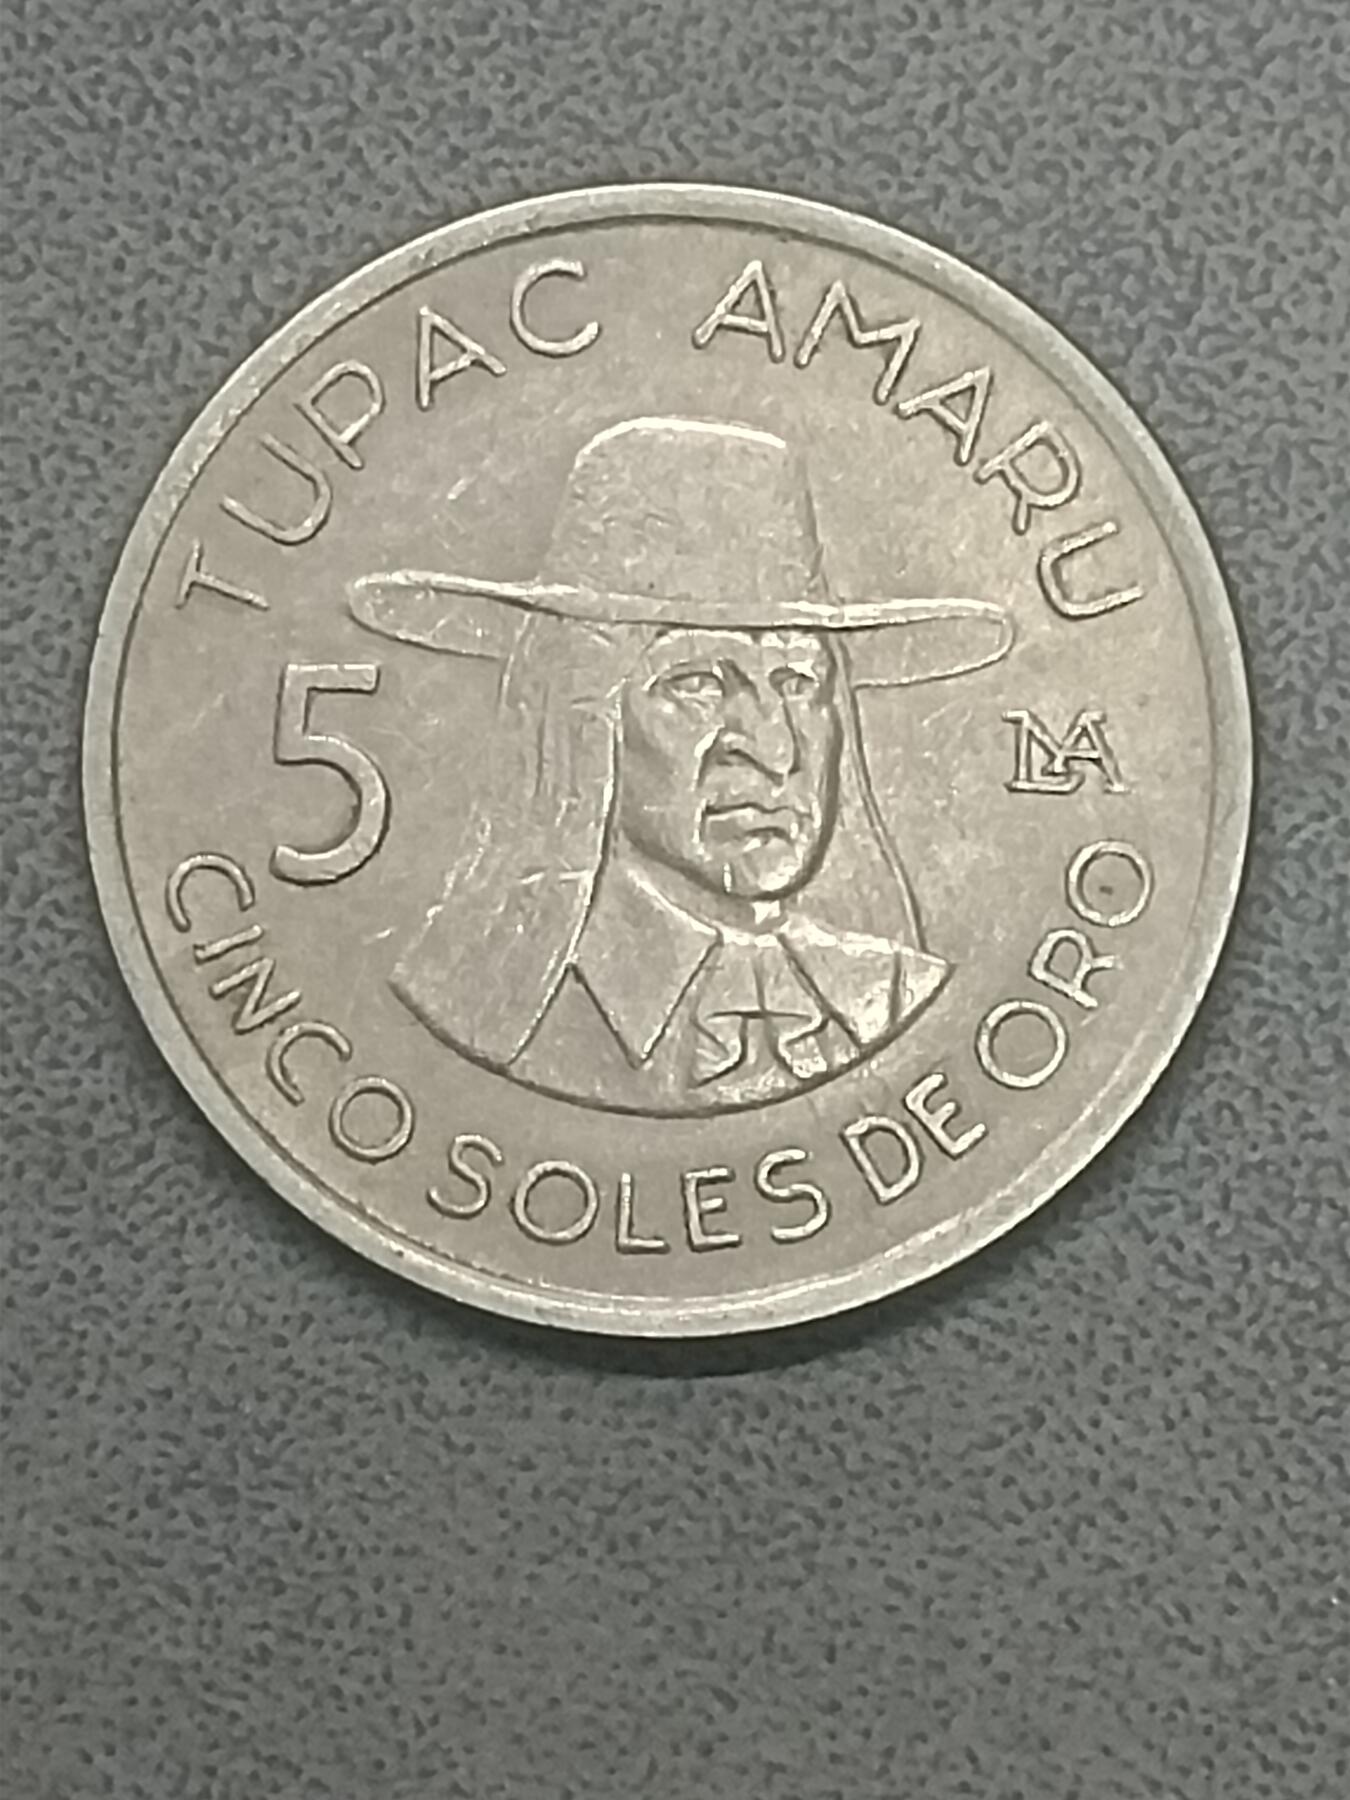 TUPAC AMARU
5
LMA
CINCO SOLES DE ORO